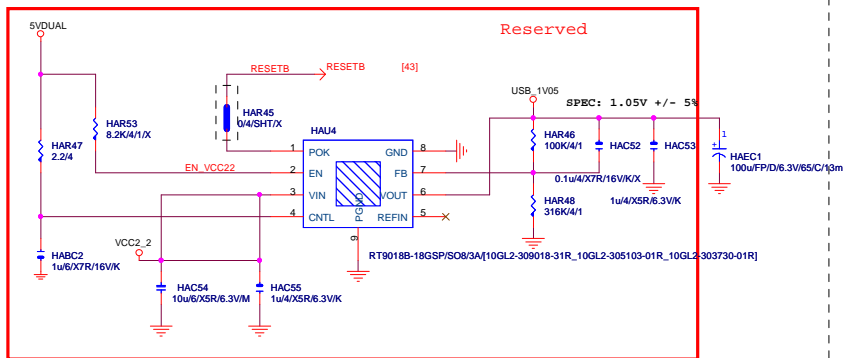 Reserved
5VDUAL
RESETB
RESETB
[43]
HAR53
8.2K/4/1/X
HAR45
0/4/SHT/X
HAR47
2.2/4
EN_VCC22
HAU4
1
POK
GND
8
2
EN
FB
7
3
VIN
VOUT
6
4
CNTL
REFIN
5
PGND
9
USB_1V05
SPEC: 1.05V +/- 5%
HAR46
100K/4/1
HAC52
0.1u/4/X7R/16V/K/X
HAC53
1u/4/X5R/6.3V/K
1
+
HAEC1
100u/FP/D/6.3V/65/C/13m
HAR48
316K/4/1
VCC2_2
RT9018B-18GSP/SO8/3A/[10GL2-309018-31R_10GL2-305103-01R_10GL2-303730-01R]
HABC2
1u/6/X7R/16V/K
HAC54
10u/6/X5R/6.3V/M
HAC55
1u/4/X5R/6.3V/K